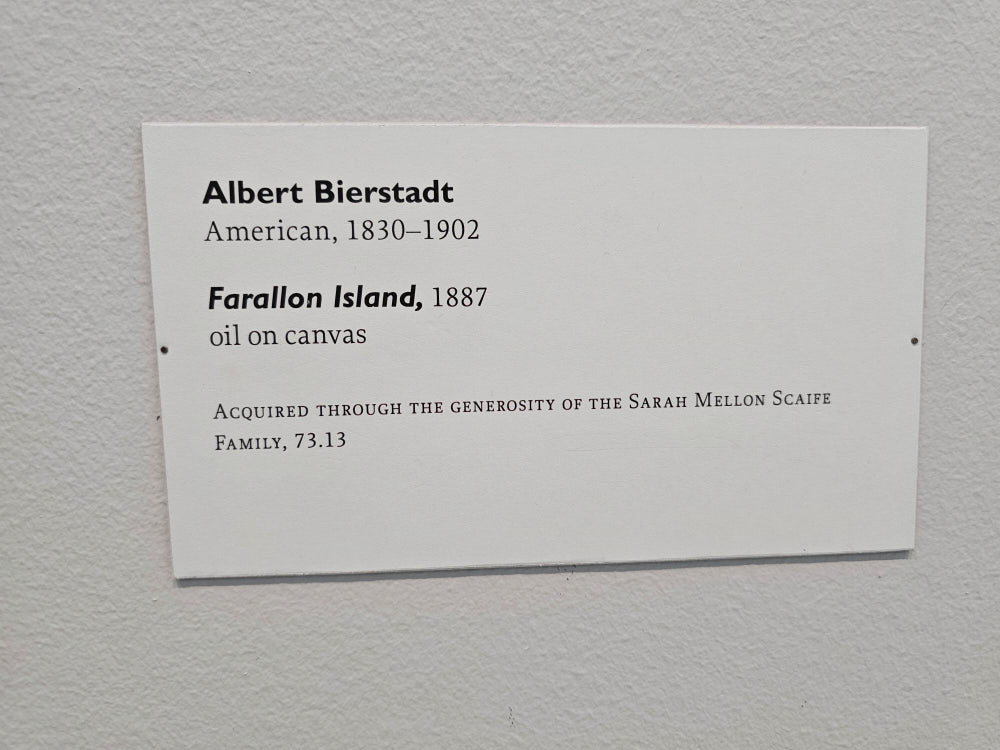 Albert Bierstadt
American, 1830–1902
Farallon Island, 1887
oil on canvas
Acquired through the generosity of the Sarah Mellon Scaife
Family, 73.13